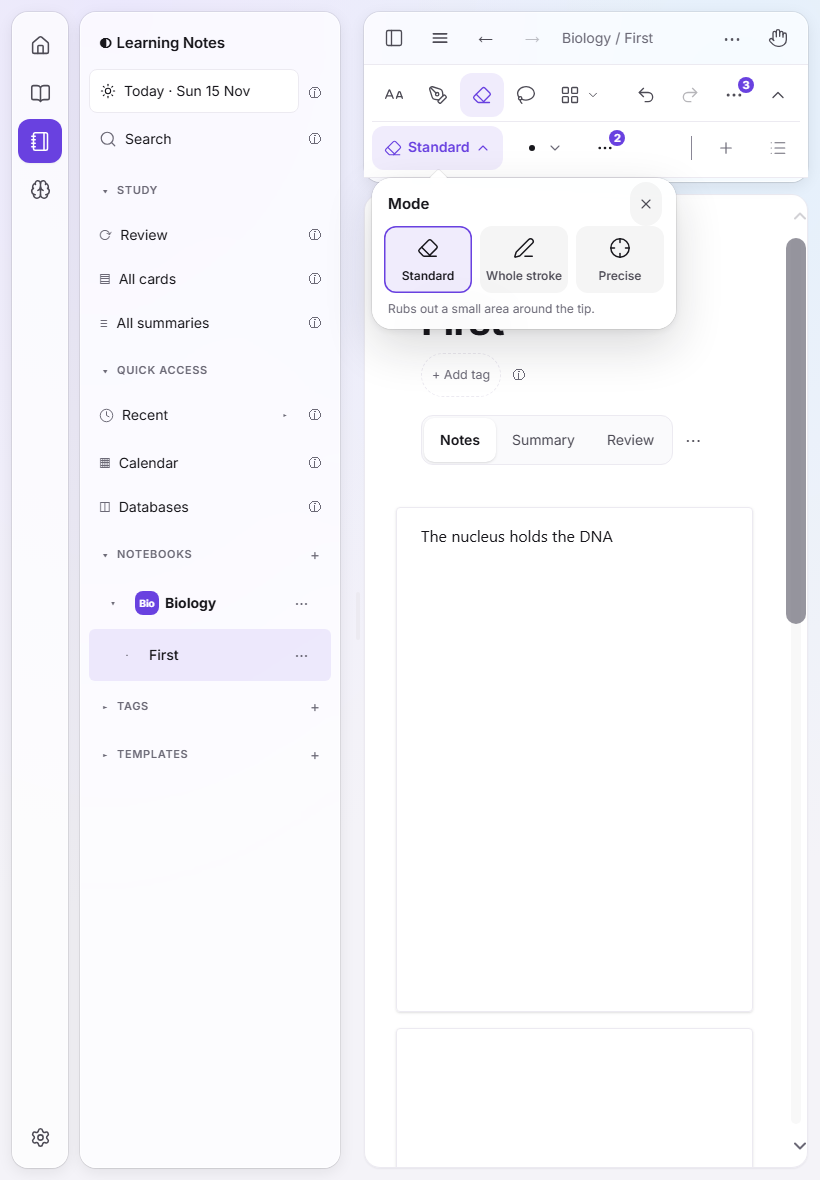 Learning Notes
Today · Sun 15 Nov
Search
STUDY
Review
All cards
All summaries
QUICK ACCESS
Recent
Calendar
Databases
NOTEBOOKS
Bio Biology
First
TAGS
TEMPLATES
Biology / First
AA
3
Standard
2
Mode
Standard
Whole stroke
Precise
Rubs out a small area around the tip.
First
+ Add tag
Notes
Summary
Review
The nucleus holds the DNA